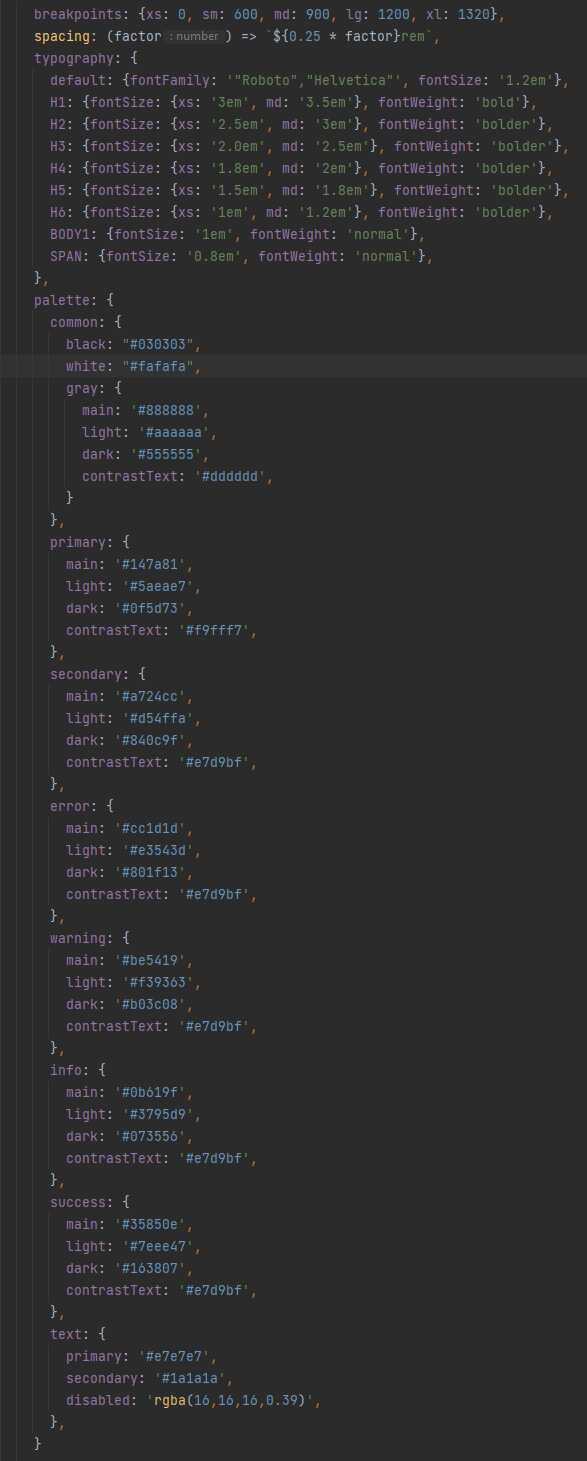 breakpoints: {xs: 0, sm: 600, md: 900, lg: 1200, xl: 1320},
spacing: (factor : number ) => `${0.25 * factor}rem`,
typography: {
default: {fontFamily: '"Roboto","Helvetica"', fontSize: '1.2em'},
H1: {fontSize: {xs: '3em', md: '3.5em'}, fontWeight: 'bold'},
H2: {fontSize: {xs: '2.5em', md: '3em'}, fontWeight: 'bolder'},
H3: {fontSize: {xs: '2.0em', md: '2.5em'}, fontWeight: 'bolder'},
H4: {fontSize: {xs: '1.8em', md: '2em'}, fontWeight: 'bolder'},
H5: {fontSize: {xs: '1.5em', md: '1.8em'}, fontWeight: 'bolder'},
H6: {fontSize: {xs: '1em', md: '1.2em'}, fontWeight: 'bolder'},
BODY1: {fontSize: '1em', fontWeight: 'normal'},
SPAN: {fontSize: '0.8em', fontWeight: 'normal'},
},
palette: {
common: {
black: "#030303",
white: "#fafafa",
gray: {
main: '#888888',
light: '#aaaaaa',
dark: '#555555',
contrastText: '#dddddd',
}
},
primary: {
main: '#147a81',
light: '#5aeae7',
dark: '#0f5d73',
contrastText: '#f9fff7',
},
secondary: {
main: '#a724cc',
light: '#d54ffa',
dark: '#840c9f',
contrastText: '#e7d9bf',
},
error: {
main: '#cc1d1d',
light: '#e3543d',
dark: '#801f13',
contrastText: '#e7d9bf',
},
warning: {
main: '#be5419',
light: '#f39363',
dark: '#b03c08',
contrastText: '#e7d9bf',
},
info: {
main: '#0b619f',
light: '#3795d9',
dark: '#073556',
contrastText: '#e7d9bf',
},
success: {
main: '#35850e',
light: '#7eee47',
dark: '#163807',
contrastText: '#e7d9bf',
},
text: {
primary: '#e7e7e7',
secondary: '#1a1a1a',
disabled: 'rgba(16,16,16,0.39)',
},
}